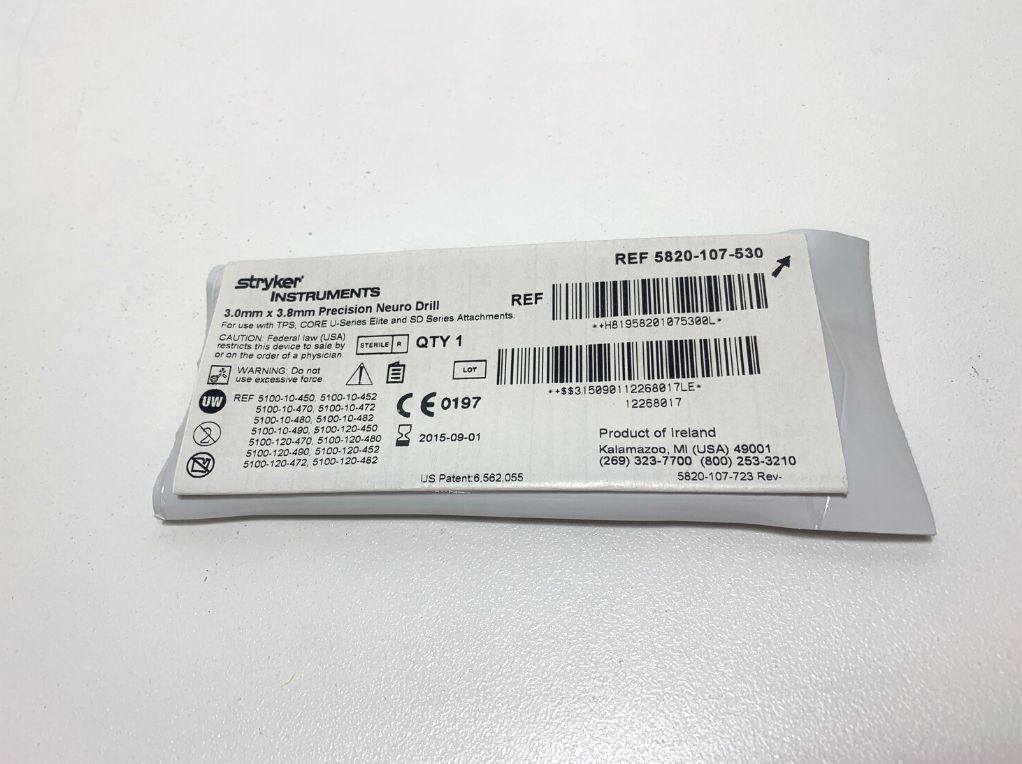 stryker®
INSTRUMENTS
3.0mm x 3.8mm Precision Neuro Drill
For use with TPS, CORE U-Series Elite and SD Series Attachments.
CAUTION: Federal law (USA)
restricts this device to sale by
or on the order of a physician.
STERILE R
QTY 1
WARNING: Do not
use excessive force.
UW
REF 5100-10-450, 5100-10-452
5100-10-470, 5100-10-472
5100-10-480, 5100-10-482
5100-10-490, 5100-120-450
5100-120-470, 5100-120-480
5100-120-490, 5100-120-452
5100-120-472, 5100-120-482
CE 0197
2015-09-01
US Patent:6,562,055
REF 5820-107-530
REF
*+H81958201075300L*
LOT
*+$$315090112268017LE*
12268017
Product of Ireland
Kalamazoo, MI (USA) 49001
(269) 323-7700 (800) 253-3210
5820-107-723 Rev-